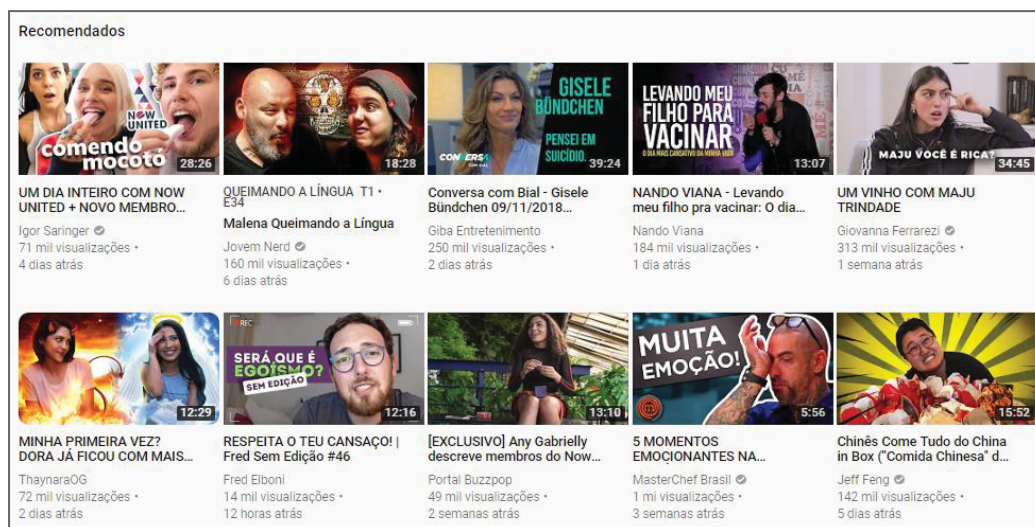 Recomendados
NOW
UNITED
comendo
mocotó
28:26
UM DIA INTEIRO COM NOW
UNITED + NOVO MEMBRO...
Igor Saringer
71 mil visualizações •
4 dias atrás
18:28
QUEIMANDO A LÍNGUA T1 •
E34
Malena Queimando a Língua
Jovem Nerd
160 mil visualizações •
6 dias atrás
GISELE
BÜNDCHEN
PENSEI EM
SUICÍDIO.
CONVERSA
COM BIAL
39:24
Conversa com Bial - Gisele
Bündchen 09/11/2018...
Giba Entretenimento
250 mil visualizações •
2 dias atrás
LEVANDO MEU
FILHO PARA
VACINAR
O DIA MAIS CANSATIVO DA MINHA VIDA
13:07
NANDO VIANA - Levando
meu filho pra vacinar: O dia...
Nando Viana
184 mil visualizações •
1 dia atrás
MAJU VOCÊ É RICA?
34:45
UM VINHO COM MAJU
TRINDADE
Giovanna Ferrarezi
313 mil visualizações •
1 semana atrás
12:29
MINHA PRIMEIRA VEZ?
DORA JÁ FICOU COM MAIS...
ThaynaraOG
72 mil visualizações •
2 dias atrás
REC
SERÁ QUE É
EGOÍSMO?
SEM EDIÇÃO
12:16
RESPEITA O TEU CANSAÇO! |
Fred Sem Edição #46
Fred Elboni
14 mil visualizações •
12 horas atrás
13:10
[EXCLUSIVO] Any Gabrielly
descreve membros do Now...
Portal Buzzpop
49 mil visualizações •
2 semanas atrás
MUITA
EMOÇÃO!
5:56
5 MOMENTOS
EMOCIONANTES NA...
MasterChef Brasil
1 mi visualizações •
3 semanas atrás
15:52
Chinês Come Tudo do China
in Box ("Comida Chinesa" d...
Jeff Feng
142 mil visualizações •
5 dias atrás